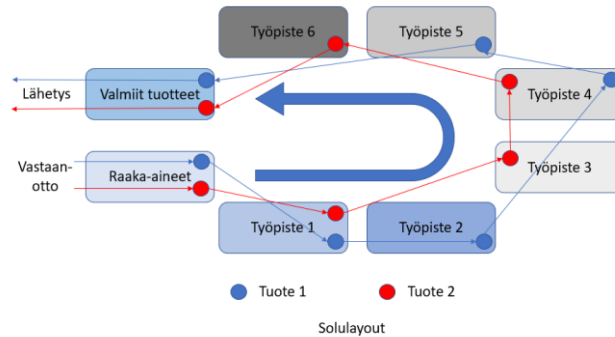 Työpiste 6
Työpiste 5
Lähetys
Valmiit tuotteet
Työpiste 4
Vastaan-
otto
Raaka-aineet
Työpiste 3
Työpiste 1
Työpiste 2
Tuote 1
Tuote 2
Solulayout